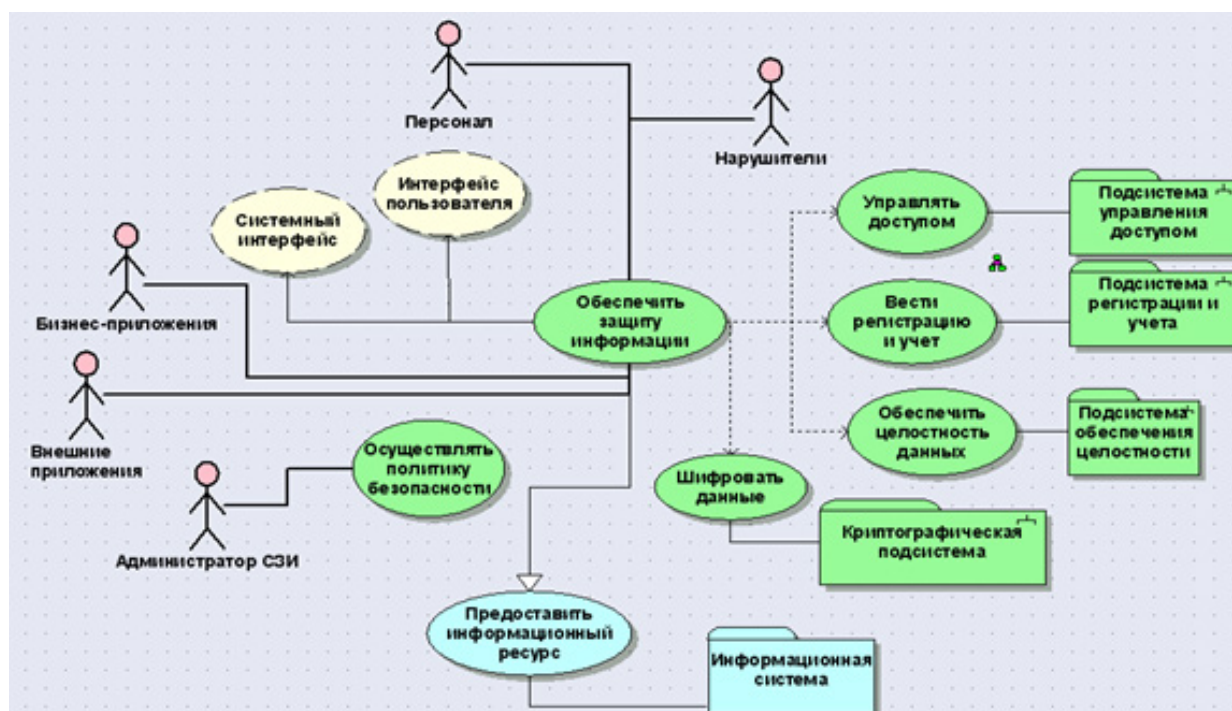 Персонал
Нарушители
Интерфейс
пользователя
Системный
интерфейс
Управлять
доступом
Подсистема
управления
доступом
Бизнес-приложения
Обеспечить
защиту
информации
Вести
регистрацию
и учет
Подсистема
регистрации и
учета
Внешние
приложения
Осуществлять
политику
безопасности
Обеспечить
целостность
данных
Подсистема
обеспечения
целостности
Шифровать
данные
Администратор СЗИ
Криптографическая
подсистема
Предоставить
информационный
ресурс
Информационная
система